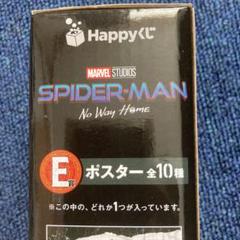 Happyくじ
MARVEL STUDIOS
SPIDER-MAN
No Way Home
E賞 ポスター 全10種
※この中の、どれか1つが入っています。